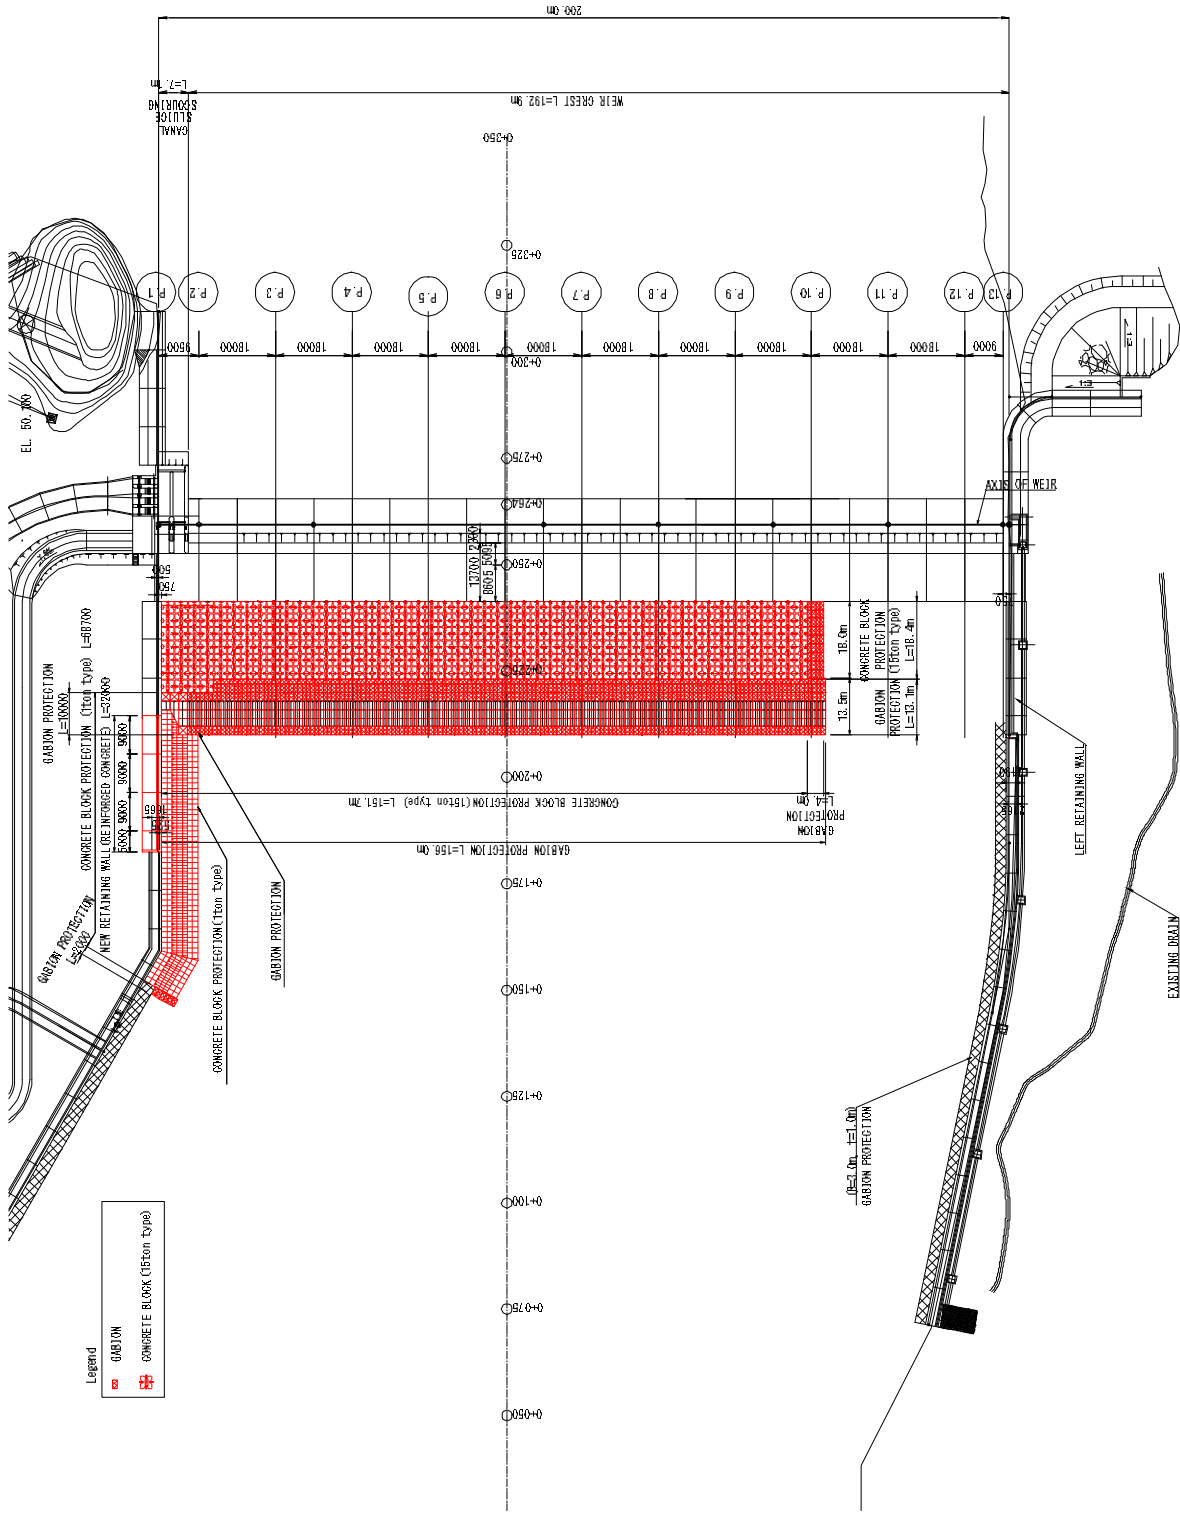 200.0m
L=7.1m
WEIR CREST L=192.9m
SCOURING
SLUICE
CANAL
0+350
0+325
P.1
P.2
P.3
P.4
P.5
P.6
P.7
P.8
P.9
P.10
P.11
P.12
P.13
9500
18000
18000
18000
18000
18000
18000
18000
18000
18000
18000
9000
0+300
1:3
EL. 50.700
0+275
AXIS OF WEIR
0+264
13700 2300
8605 5095
0+250
500
750
GABION PROTECTION
L=10000
CONCRETE BLOCK PROTECTION (1ton type) L=68700
NEW RETAINING WALL(REINFORCED CONCRETE) L=32000
5000 9000 9000 9000
0+225
18.0m
CONCRETE BLOCK
PROTECTION
(15ton type)
L=18.4m
13.5m
GABION
PROTECTION
L=13.1m
0+200
CONCRETE BLOCK PROTECTION(15ton type) L=151.7m
L=4.0m
GABION
PROTECTION
GABION PROTECTION L=156.0m
LEFT RETAINING WALL
0+175
GABION PROTECTION
L=2000
CONCRETE BLOCK PROTECTION(1ton type)
GABION PROTECTION
EXISTING DRAIN
0+150
0+125
(B=3.0m, t=1.0m)
GABION PROTECTION
0+100
0+075
0+050
Legend
GABION
CONCRETE BLOCK (15ton type)